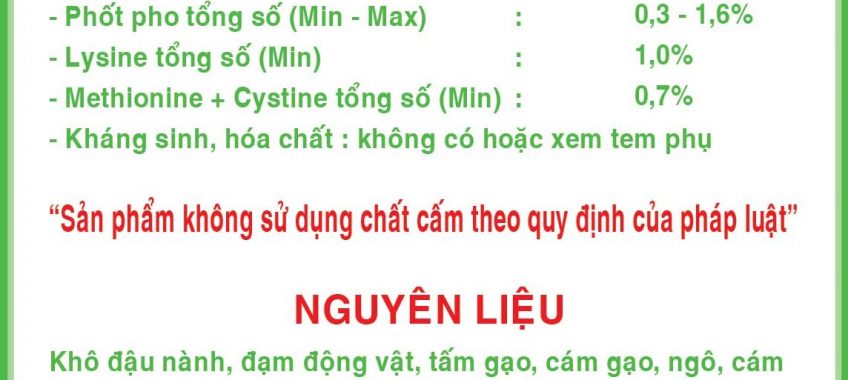 - Phốt pho tổng số (Min - Max) : 0,3 - 1,6%
- Lysine tổng số (Min) : 1,0%
- Methionine + Cystine tổng số (Min) : 0,7%
- Kháng sinh, hóa chất : không có hoặc xem tem phụ
“Sản phẩm không sử dụng chất cấm theo quy định của pháp luật”
NGUYÊN LIỆU
Khô đậu nành, đạm động vật, tấm gạo, cám gạo, ngô, cám